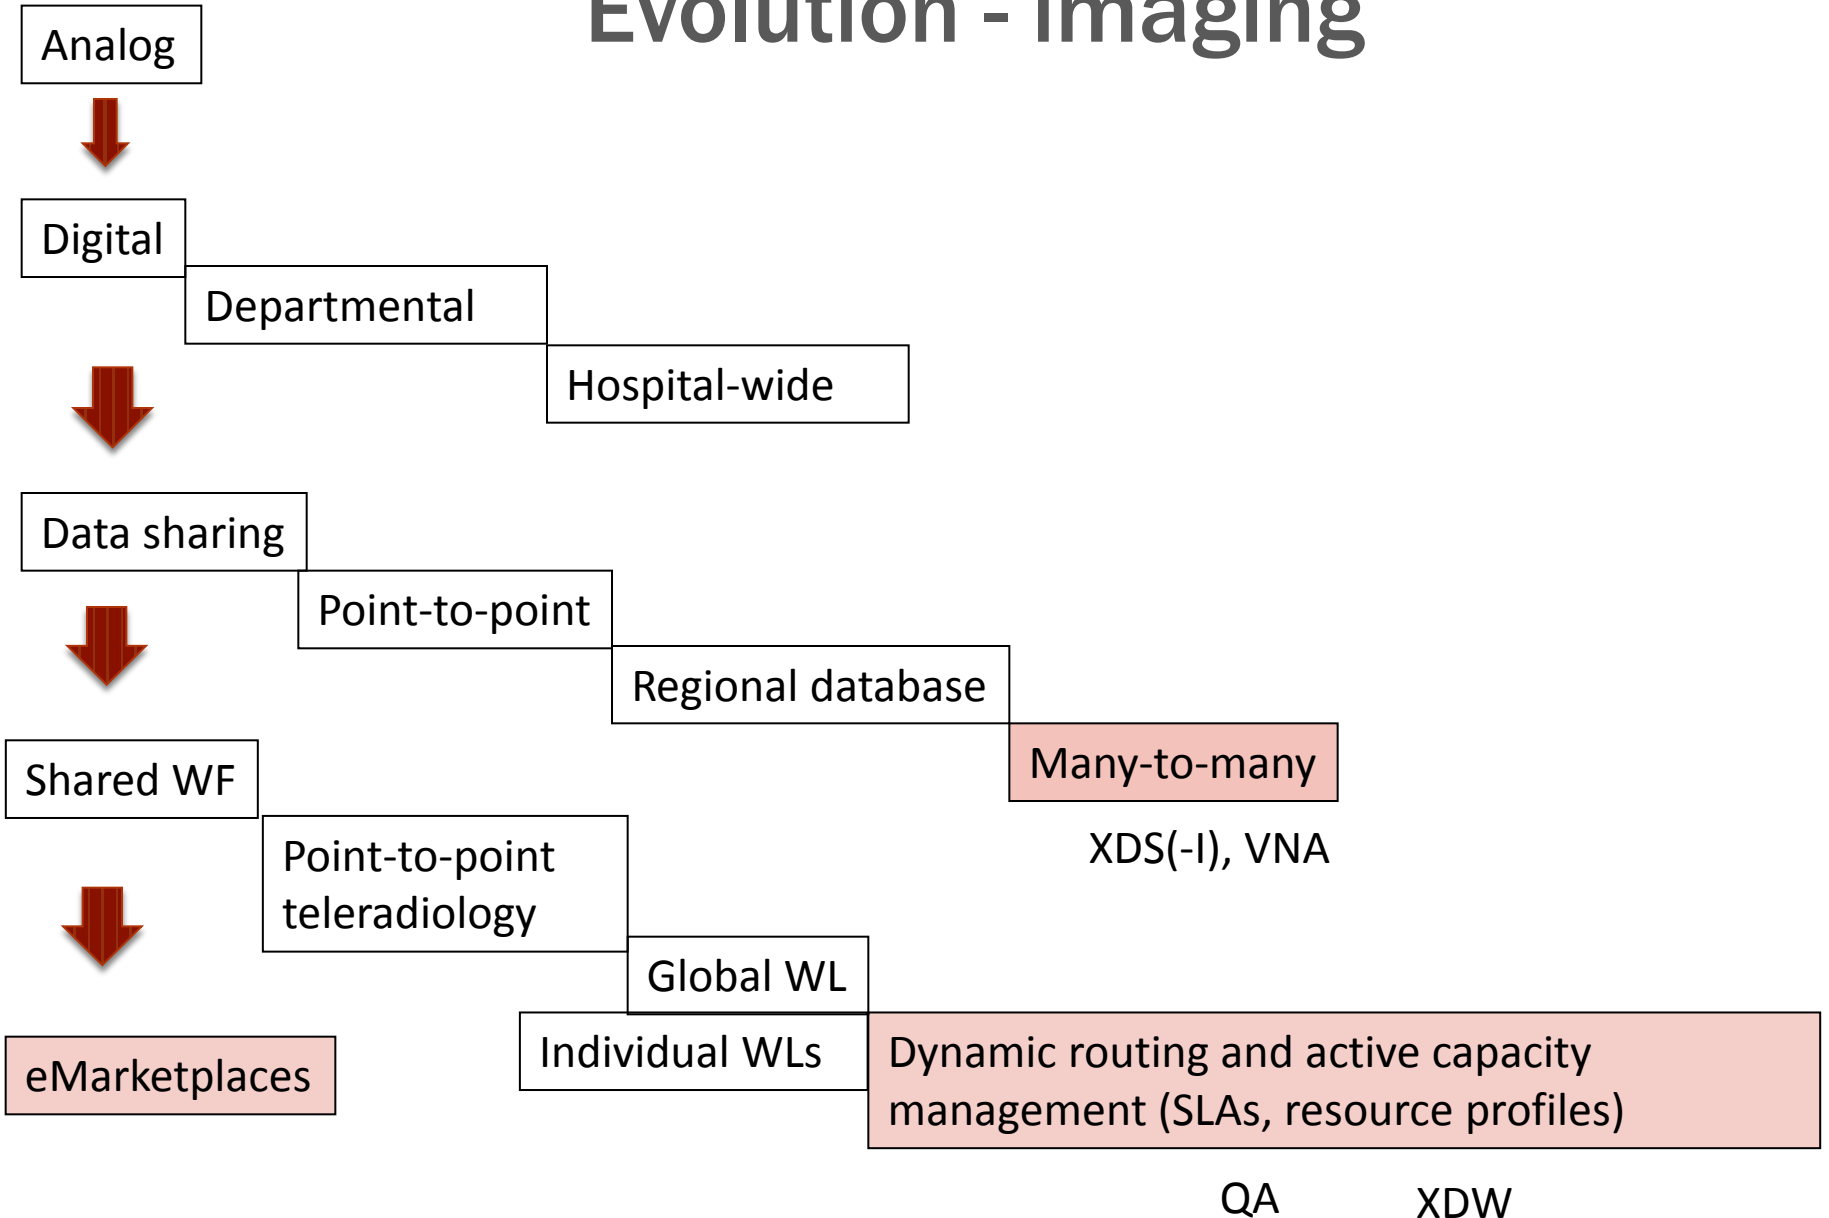 Evolution - Imaging
Analog
Digital
Departmental
Hospital-wide
Data sharing
Point-to-point
Regional database
Many-to-many
XDS(-I), VNA
Shared WF
Point-to-point
teleradiology
Global WL
Individual WLs
Dynamic routing and active capacity
management (SLAs, resource profiles)
eMarketplaces
QA
XDW